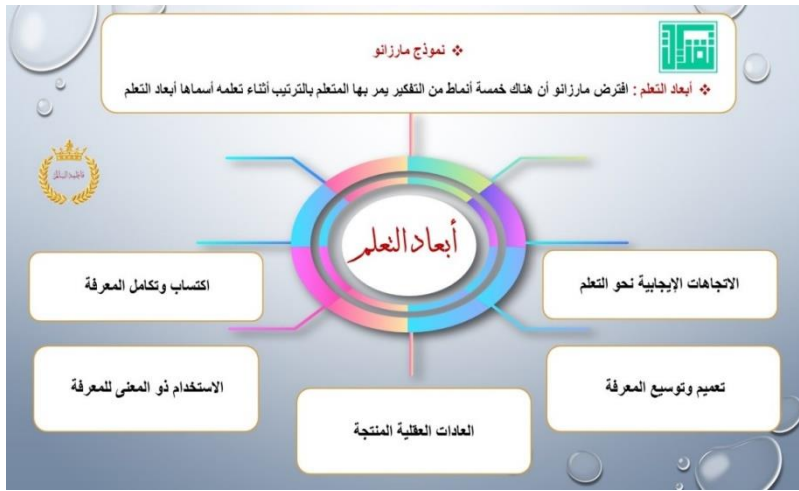 ❖ نموذج مارزانو
❖ أبعاد التعلم : افترض مارزانو أن هناك خمسة أنماط من التفكير يمر بها المتعلم بالترتيب أثناء تعلمه أسماها أبعاد التعلم
أبعاد التعلم
الاتجاهات الإيجابية نحو التعلم
اكتساب وتكامل المعرفة
تعميم وتوسيع المعرفة
الاستخدام ذو المعنى للمعرفة
العادات العقلية المنتجة